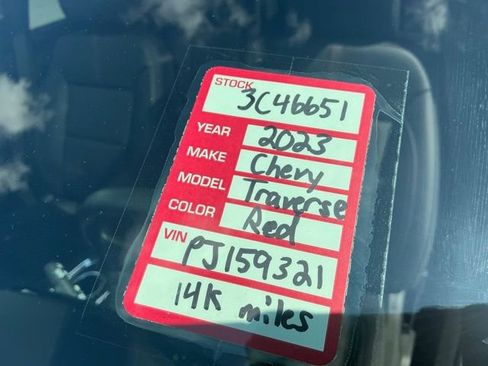 STOCK 3C46651
YEAR 2023
MAKE Chevy
MODEL Traverse
COLOR Red
VIN PJ159321
14K miles